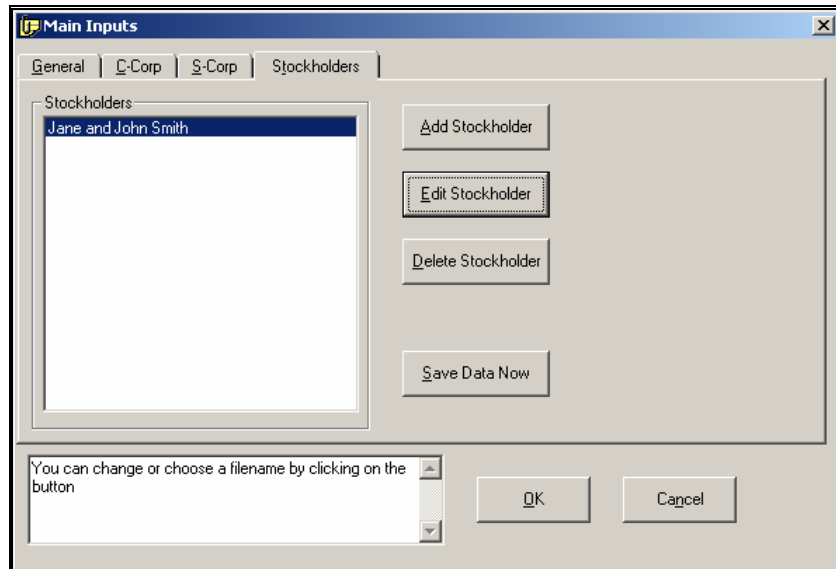 Main Inputs
General C-Corp S-Corp Stockholders
Stockholders
Jane and John Smith
Add Stockholder
Edit Stockholder
Delete Stockholder
Save Data Now
You can change or choose a filename by clicking on the
button
OK
Cancel